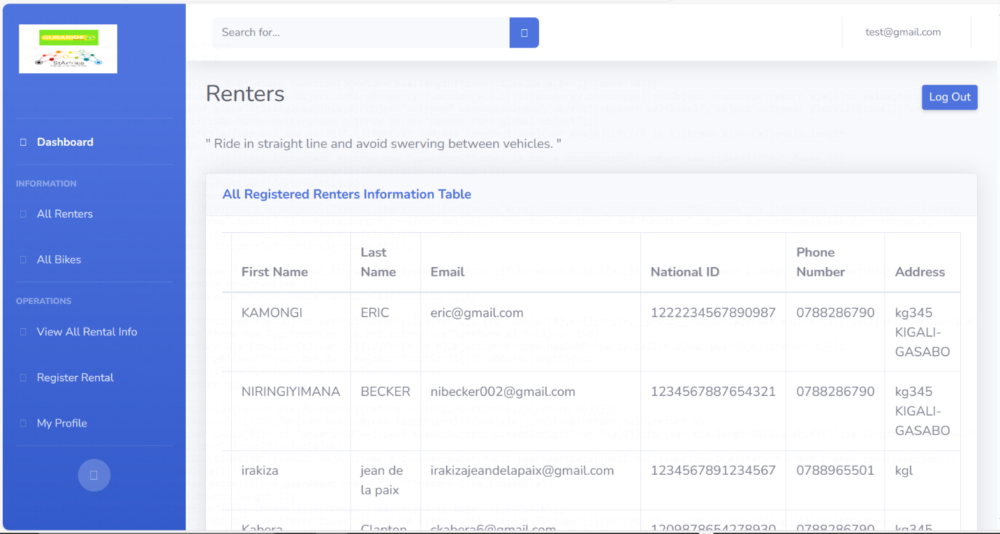 GURARIDE
StArfrica
Search for...
test@gmail.com
Renters
Log Out
Dashboard
" Ride in straight line and avoid swerving between vehicles. "
INFORMATION
All Renters
All Bikes
OPERATIONS
View All Rental Info
Register Rental
My Profile
All Registered Renters Information Table
First Name Last Name Email National ID Phone Number Address
KAMONGI ERIC eric@gmail.com 1222234567890987 0788286790 kg345
KIGALI-
GASABO
NIRINGIYIMANA BECKER nibecker002@gmail.com 1234567887654321 0788286790 kg345
KIGALI-
GASABO
irakiza jean de la paix irakizajeandelapaix@gmail.com 1234567891234567 0788965501 kgl
Kabera Clapton ckabera6@gmail.com 1209878654278930 0788286790 kg345